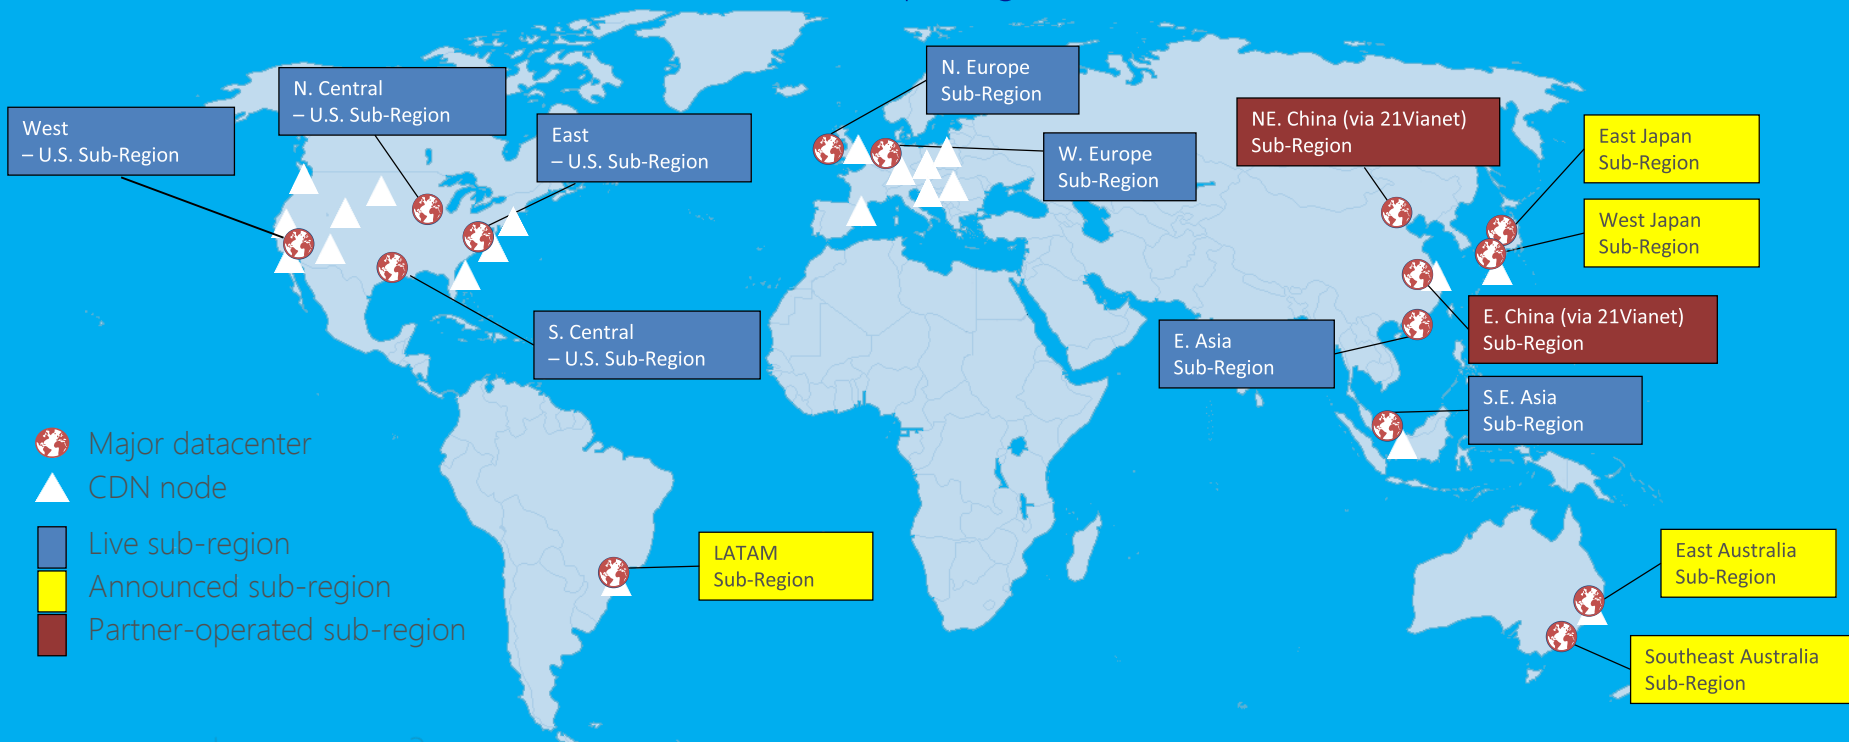 N. Central
– U.S. Sub-Region
West
– U.S. Sub-Region
East
– U.S. Sub-Region
N. Europe
Sub-Region
W. Europe
Sub-Region
NE. China (via 21Vianet)
Sub-Region
East Japan
Sub-Region
West Japan
Sub-Region
S. Central
– U.S. Sub-Region
E. Asia
Sub-Region
E. China (via 21Vianet)
Sub-Region
S.E. Asia
Sub-Region
Major datacenter
CDN node
Live sub-region
Announced sub-region
Partner-operated sub-region
LATAM
Sub-Region
East Australia
Sub-Region
Southeast Australia
Sub-Region